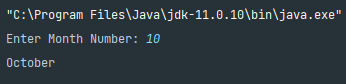 "C:\Program Files\Java\jdk-11.0.10\bin\java.exe"
Enter Month Number: 10
October